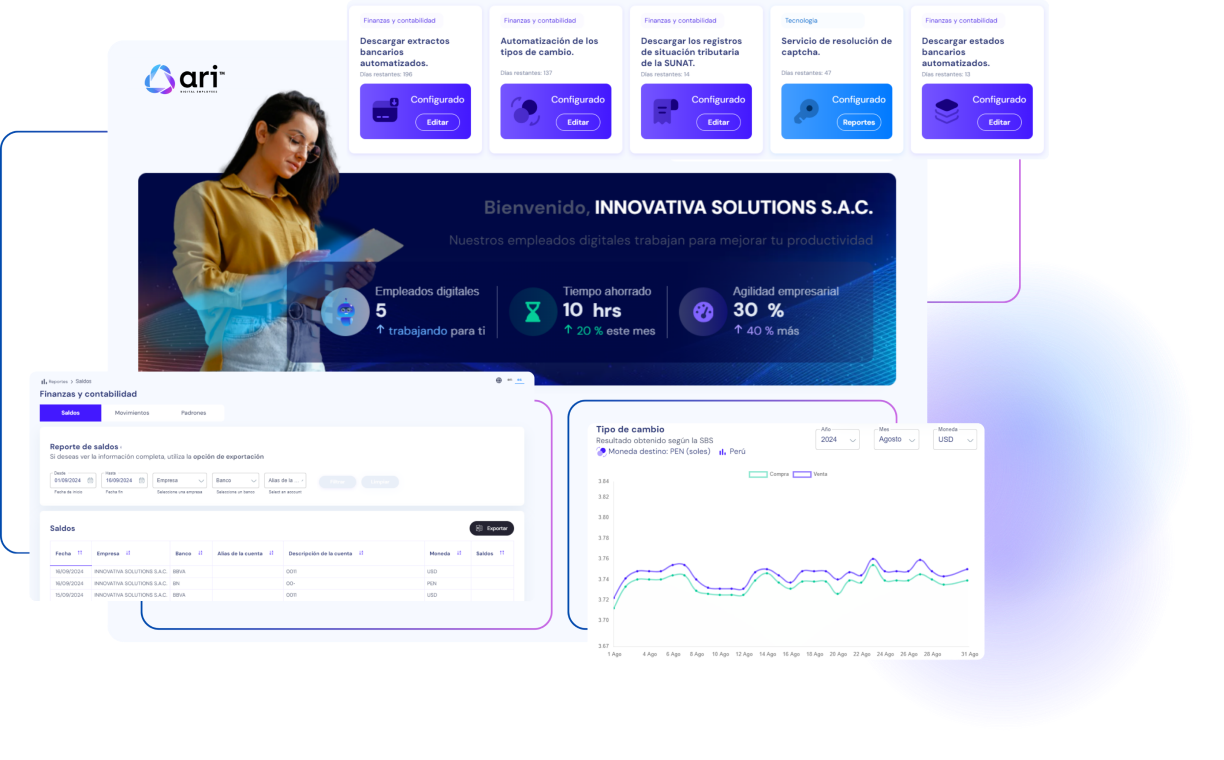 Finanzas y contabilidad
Descargar extractos
bancarios
automatizados.
Días restantes: 196
Configurado
Editar
Finanzas y contabilidad
Automatización de los
tipos de cambio.
Días restantes: 137
Configurado
Editar
Finanzas y contabilidad
Descargar los registros
de situación tributaria
de la SUNAT.
Días restantes: 14
Configurado
Editar
Tecnología
Servicio de resolución de
captcha.
Días restantes: 47
Configurado
Reportes
Finanzas y contabilidad
Descargar estados
bancarios
automatizados.
Días restantes: 13
Configurado
Editar
ari™
DIGITAL EMPLOYEES
Bienvenido, INNOVATIVA SOLUTIONS S.A.C.
Nuestros empleados digitales trabajan para mejorar tu productividad
Empleados digitales
5
↑ trabajando para ti
Tiempo ahorrado
10 hrs
↑ 20 % este mes
Agilidad empresarial
30 %
↑ 40 % más
Reportes > Saldos
en es
Finanzas y contabilidad
Saldos Movimientos Padrones
Reporte de saldos
Si deseas ver la información completa, utiliza la opción de exportación
Desde
01/09/2024
Fecha de inicio
Hasta
16/09/2024
Fecha fin
Empresa
Seleccione una empresa
Banco
Seleccione un banco
Alias de la ...
Select an account
Saldos
Exportar
Fecha Empresa Banco Alias de la cuenta Descripción de la cuenta Moneda Saldos
16/09/2024 INNOVATIVA SOLUTIONS S.A.C. BBVA 0011 USD
16/09/2024 INNOVATIVA SOLUTIONS S.A.C. BN 00- PEN
15/09/2024 INNOVATIVA SOLUTIONS S.A.C. BBVA 0011 USD
Tipo de cambio
Resultado obtenido según la SBS
Moneda destino: PEN (soles) Perú
Año
2024
Mes
Agosto
Moneda
USD
Compra Venta
3.84
3.82
3.80
3.78
3.76
3.74
3.72
3.70
3.67
1 Ago 4 Ago 6 Ago 8 Ago 10 Ago 12 Ago 14 Ago 16 Ago 18 Ago 20 Ago 22 Ago 24 Ago 26 Ago 28 Ago 31 Ago